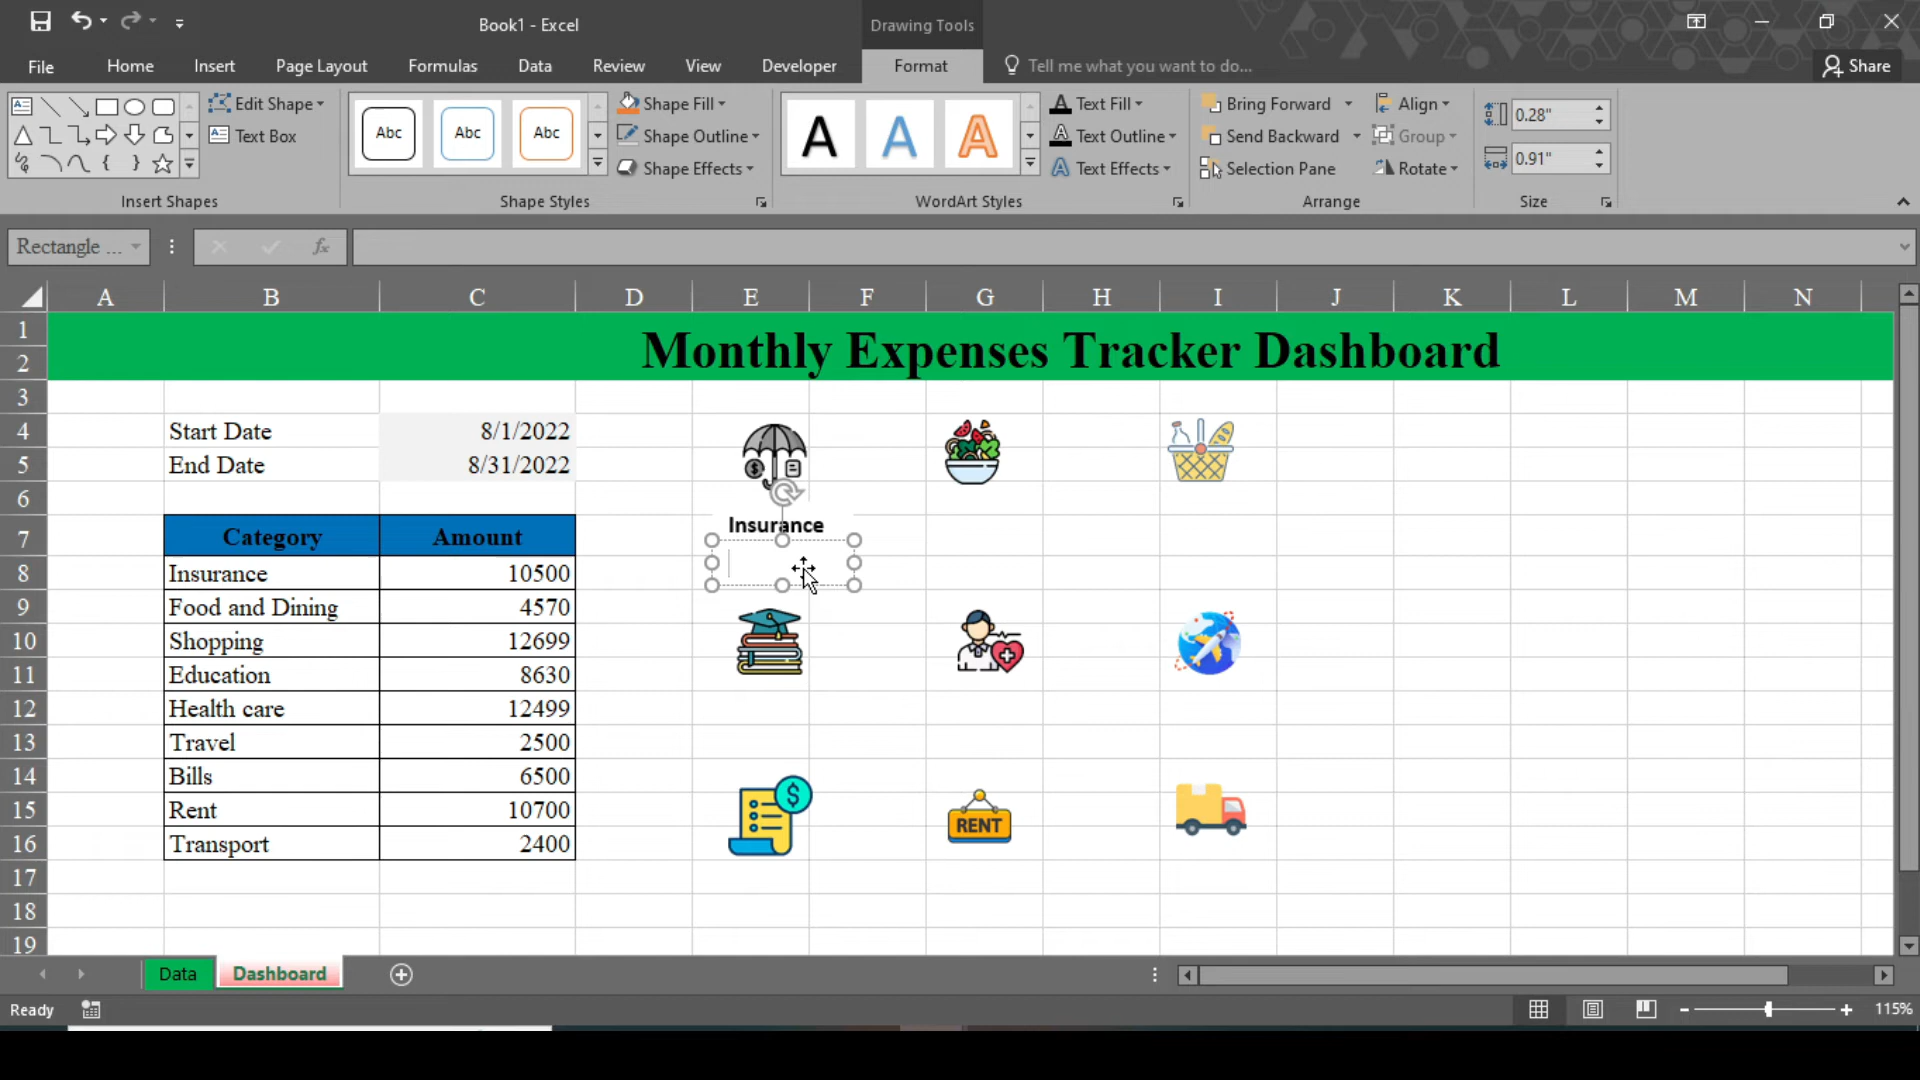 Book1 - Excel
Drawing Tools
File Home Insert Page Layout Formulas Data Review View Developer Format Tell me what you want to do... Share
Edit Shape
Text Box
Insert Shapes
Abc Abc Abc
Shape Fill
Shape Outline
Shape Effects
Shape Styles
A A A
Text Fill
Text Outline
Text Effects
WordArt Styles
Bring Forward
Send Backward
Selection Pane
Align
Group
Rotate
Arrange
0.28"
0.91"
Size
Rectangle ... fx
A B C D E F G H I J K L M N
1
2
Monthly Expenses Tracker Dashboard
3
4 Start Date 8/1/2022
5 End Date 8/31/2022
6
Insurance
7 Category Amount
8 Insurance 10500
9 Food and Dining 4570
10 Shopping 12699
11 Education 8630
12 Health care 12499
13 Travel 2500
14 Bills 6500
$
15 Rent 10700
RENT
16 Transport 2400
17
18
19
Data Dashboard
Ready
115%